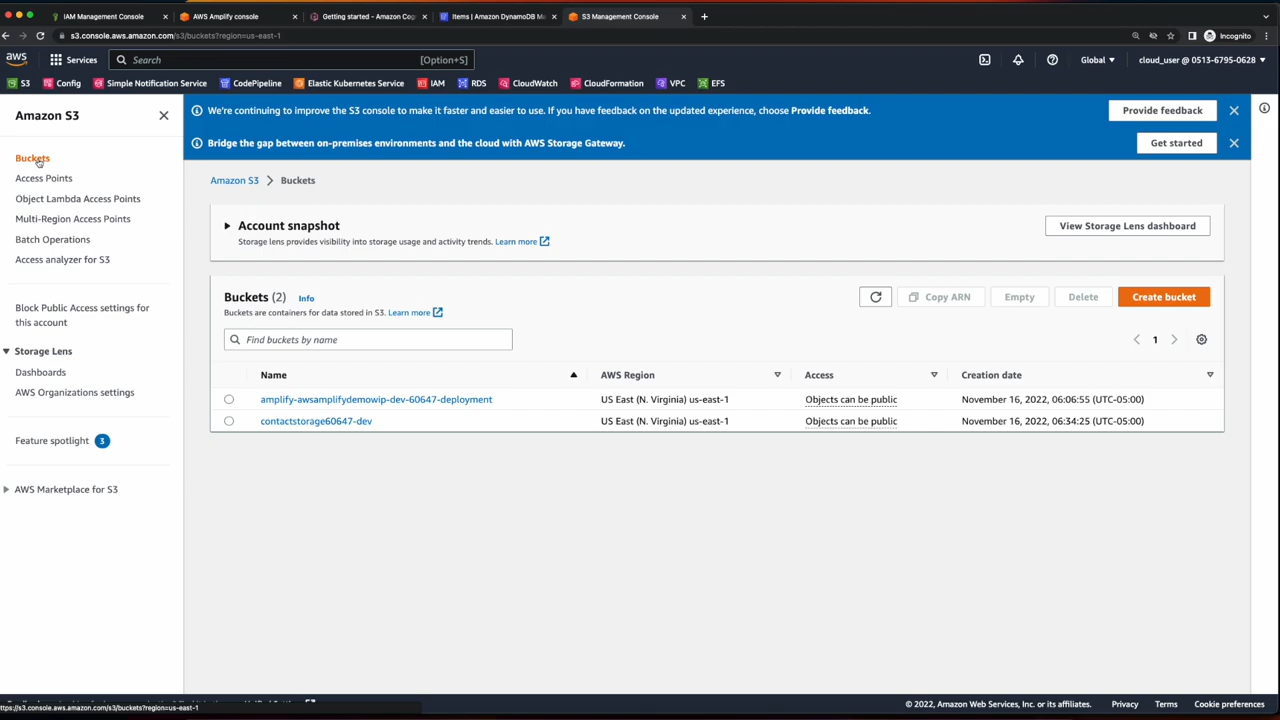 IAM Management Console
AWS Amplify console
Getting started - Amazon Cog
Items | Amazon DynamoDB M
S3 Management Console
s3.console.aws.amazon.com/s3/buckets?region=us-east-1
Incognito
aws
Services
Search
[Option+S]
Global
cloud_user @ 0513-6795-0628
S3
Config
Simple Notification Service
CodePipeline
Elastic Kubernetes Service
IAM
RDS
CloudWatch
CloudFormation
VPC
EFS
Amazon S3
Buckets
Access Points
Object Lambda Access Points
Multi-Region Access Points
Batch Operations
Access analyzer for S3
Block Public Access settings for
this account
Storage Lens
Dashboards
AWS Organizations settings
Feature spotlight 3
AWS Marketplace for S3
We're continuing to improve the S3 console to make it faster and easier to use. If you have feedback on the updated experience, choose Provide feedback.
Provide feedback
Bridge the gap between on-premises environments and the cloud with AWS Storage Gateway.
Get started
Amazon S3
Buckets
Account snapshot
Storage lens provides visibility into storage usage and activity trends. Learn more
View Storage Lens dashboard
Buckets (2) Info
Buckets are containers for data stored in S3. Learn more
Copy ARN
Empty
Delete
Create bucket
Find buckets by name
1
Name
AWS Region
Access
Creation date
amplify-awsamplifydemowip-dev-60647-deployment
US East (N. Virginia) us-east-1
Objects can be public
November 16, 2022, 06:06:55 (UTC-05:00)
contactstorage60647-dev
US East (N. Virginia) us-east-1
Objects can be public
November 16, 2022, 06:34:25 (UTC-05:00)
ttps://s3.console.aws.amazon.com/s3/buckets?region=us-east-1
© 2022, Amazon Web Services, Inc. or its affiliates.
Privacy
Terms
Cookie preferences